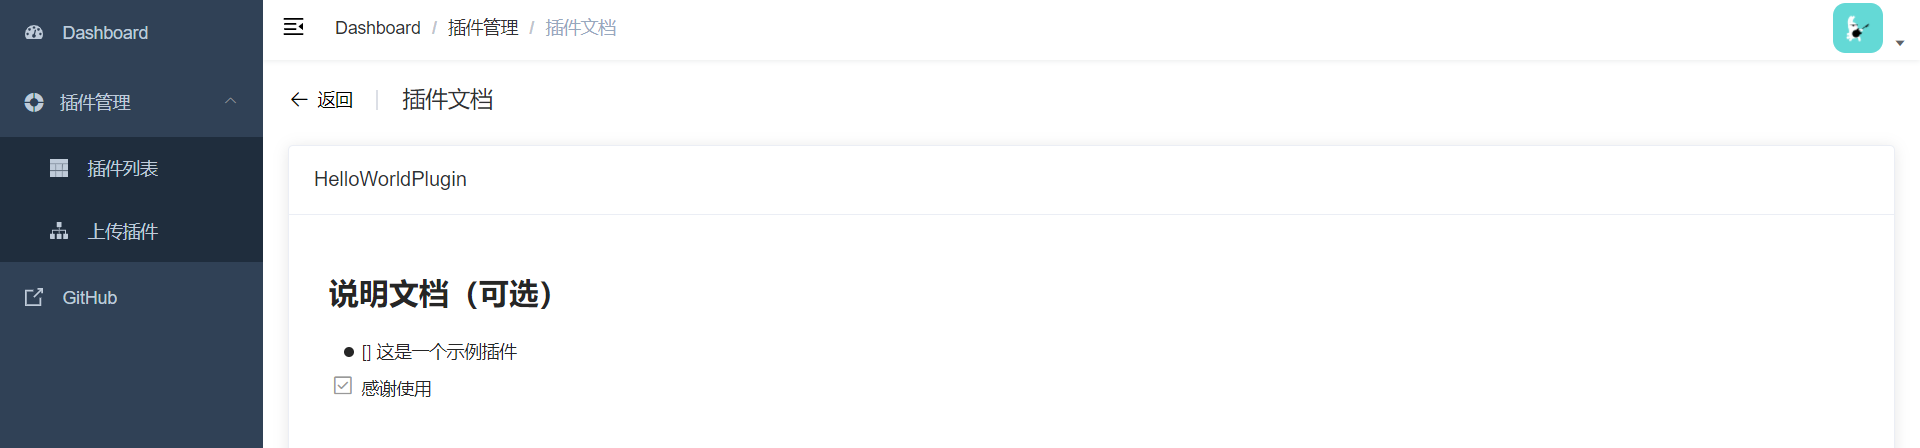 Dashboard
插件管理
插件列表
上传插件
GitHub
Dashboard / 插件管理 / 插件文档
返回 | 插件文档
HelloWorldPlugin
说明文档（可选）
[] 这是一个示例插件
感谢使用